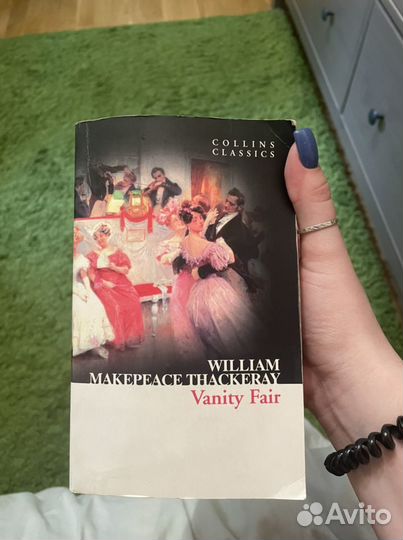 COLLINS
CLASSICS
WILLIAM
MAKEPEACE THACKERAY
Vanity Fair
Avito